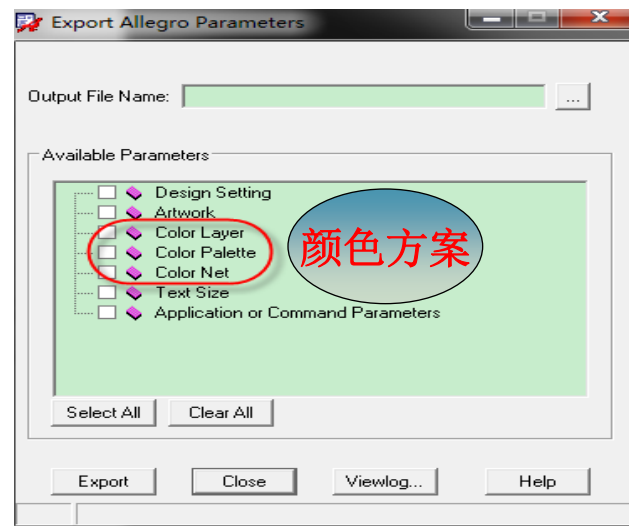 Export Allegro Parameters
Output File Name:
...
Available Parameters
Design Setting
Artwork
Color Layer
Color Palette
Color Net
Text Size
Application or Command Parameters
颜色方案
Select All Clear All
Export Close Viewlog... Help